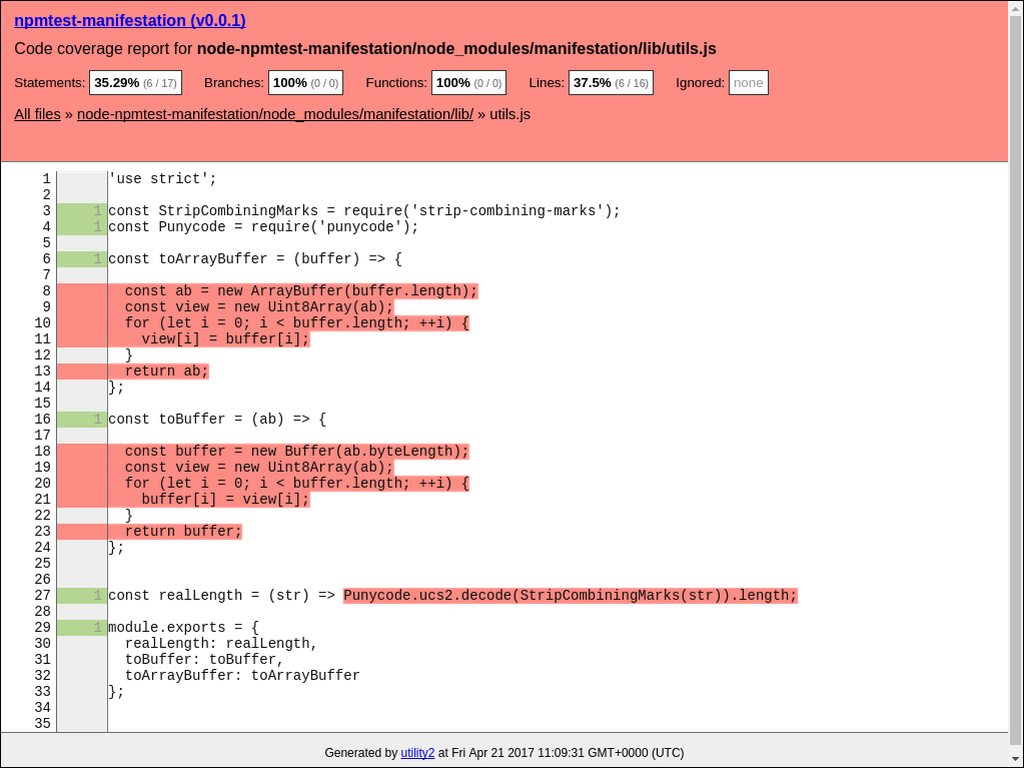 npmtest-manifestation (v0.0.1)
Code coverage report for node-npmtest-manifestation/node_modules/manifestation/lib/utils.js
Statements: 35.29% (6 / 17) Branches: 100% (0 / 0) Functions: 100% (0 / 0) Lines: 37.5% (6 / 16) Ignored: none
All files » node-npmtest-manifestation/node_modules/manifestation/lib/ » utils.js
1 'use strict';
2
3 1 const StripCombiningMarks = require('strip-combining-marks');
4 1 const Punycode = require('punycode');
5
6 1 const toArrayBuffer = (buffer) => {
7
8 const ab = new ArrayBuffer(buffer.length);
9 const view = new Uint8Array(ab);
10 for (let i = 0; i < buffer.length; ++i) {
11 view[i] = buffer[i];
12 }
13 return ab;
14 };
15
16 1 const toBuffer = (ab) => {
17
18 const buffer = new Buffer(ab.byteLength);
19 const view = new Uint8Array(ab);
20 for (let i = 0; i < buffer.length; ++i) {
21 buffer[i] = view[i];
22 }
23 return buffer;
24 };
25
26
27 1 const realLength = (str) => Punycode.ucs2.decode(StripCombiningMarks(str)).length;
28
29 1 module.exports = {
30 realLength: realLength,
31 toBuffer: toBuffer,
32 toArrayBuffer: toArrayBuffer
33 };
34
35
Generated by utility2 at Fri Apr 21 2017 11:09:31 GMT+0000 (UTC)